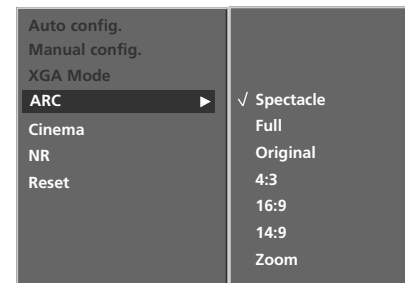 Auto config.
Manual config.
XGA Mode
ARC ▶
Cinema
NR
Reset
√ Spectacle
Full
Original
4:3
16:9
14:9
Zoom